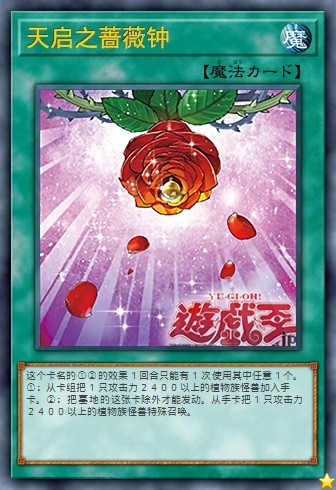 天启之蔷薇钟
魔
【魔法カード】
YU-GI-OH!
遊戯王
这个卡名的①②的效果1回合只能有1次使用其中任意1个。
①：从卡组把1只攻击力2400以上的植物族怪兽加入手
卡。②：把墓地的这张卡除外才能发动。从手卡把1只攻击力
2400以上的植物族怪兽特殊召唤。